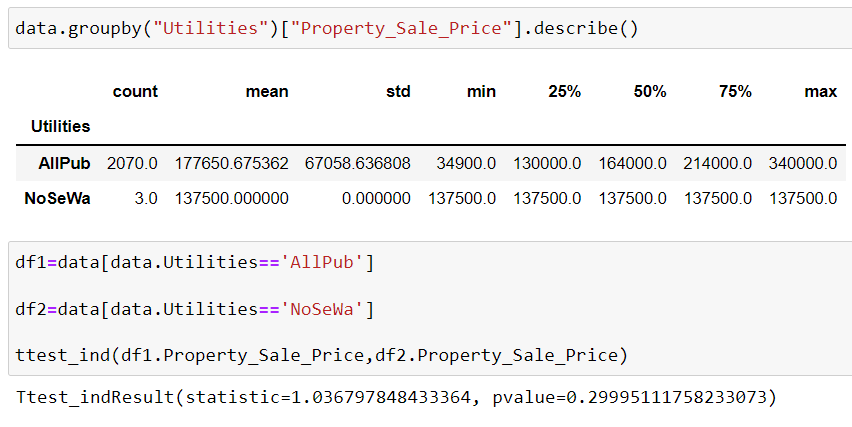 data.groupby("Utilities")["Property_Sale_Price"].describe()
count mean std min 25% 50% 75% max
Utilities
AllPub 2070.0 177650.675362 67058.636808 34900.0 130000.0 164000.0 214000.0 340000.0
NoSeWa 3.0 137500.000000 0.000000 137500.0 137500.0 137500.0 137500.0 137500.0
df1=data[data.Utilities=='AllPub']
df2=data[data.Utilities=='NoSeWa']
ttest_ind(df1.Property_Sale_Price,df2.Property_Sale_Price)
Ttest_indResult(statistic=1.036797848433364, pvalue=0.29995111758233073)